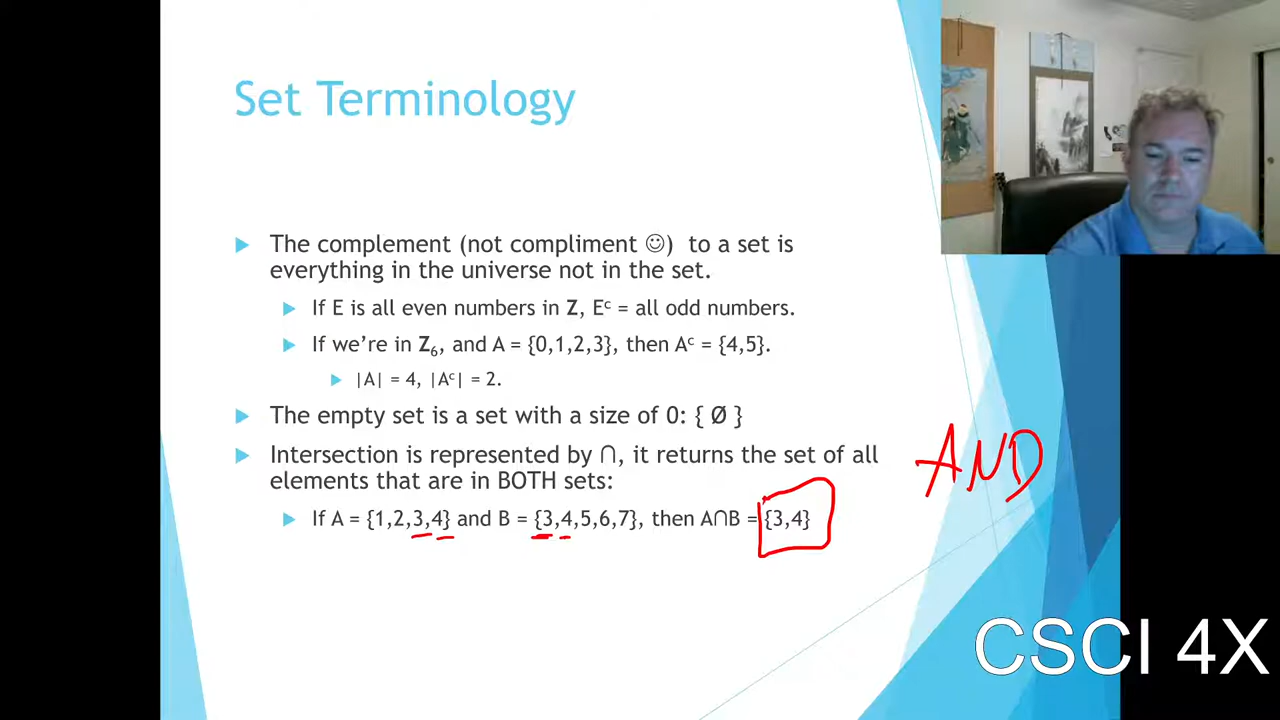 Set Terminology
The complement (not compliment ☺) to a set is
everything in the universe not in the set.
If E is all even numbers in Z, Eᶜ = all odd numbers.
If we’re in Z₆, and A = {0,1,2,3}, then Aᶜ = {4,5}.
|A| = 4, |Aᶜ| = 2.
The empty set is a set with a size of 0: { Ø }
Intersection is represented by ∩, it returns the set of all
elements that are in BOTH sets:
AND
If A = {1,2,3,4} and B = {3,4,5,6,7}, then A∩B = {3,4}
CSCI 4X